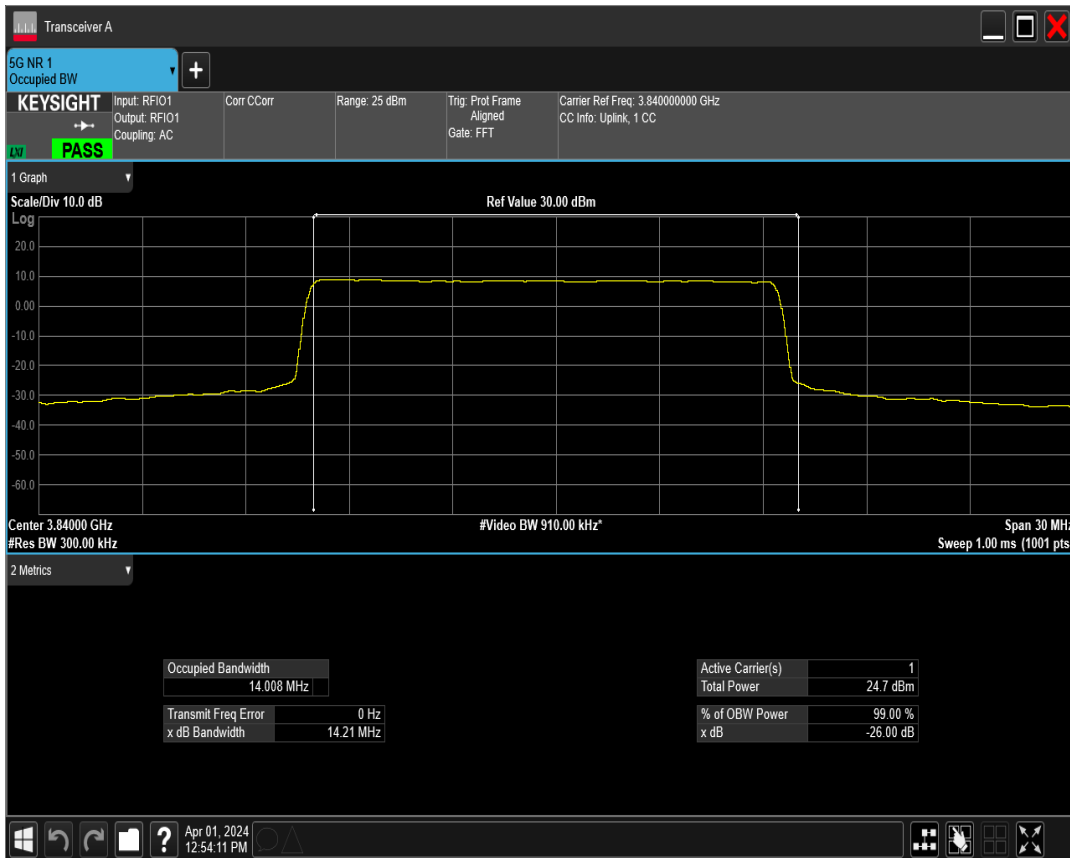 Transceiver A
5G NR 1
Occupied BW
KEYSIGHT
LXI
PASS
Input: RFIO1
Output: RFIO1
Coupling: AC
Corr CCorr
Range: 25 dBm
Trig: Prot Frame
Aligned
Gate: FFT
Carrier Ref Freq: 3.840000000 GHz
CC Info: Uplink, 1 CC
1 Graph
Scale/Div 10.0 dB
Ref Value 30.00 dBm
Log
20.0
10.0
0.00
-10.0
-20.0
-30.0
-40.0
-50.0
-60.0
Center 3.84000 GHz
#Video BW 910.00 kHz*
Span 30 MHz
#Res BW 300.00 kHz
Sweep 1.00 ms (1001 pts
2 Metrics
Occupied Bandwidth
14.008 MHz
Transmit Freq Error 0 Hz
x dB Bandwidth 14.21 MHz
Active Carrier(s) 1
Total Power 24.7 dBm
% of OBW Power 99.00 %
x dB -26.00 dB
?
Apr 01, 2024
12:54:11 PM